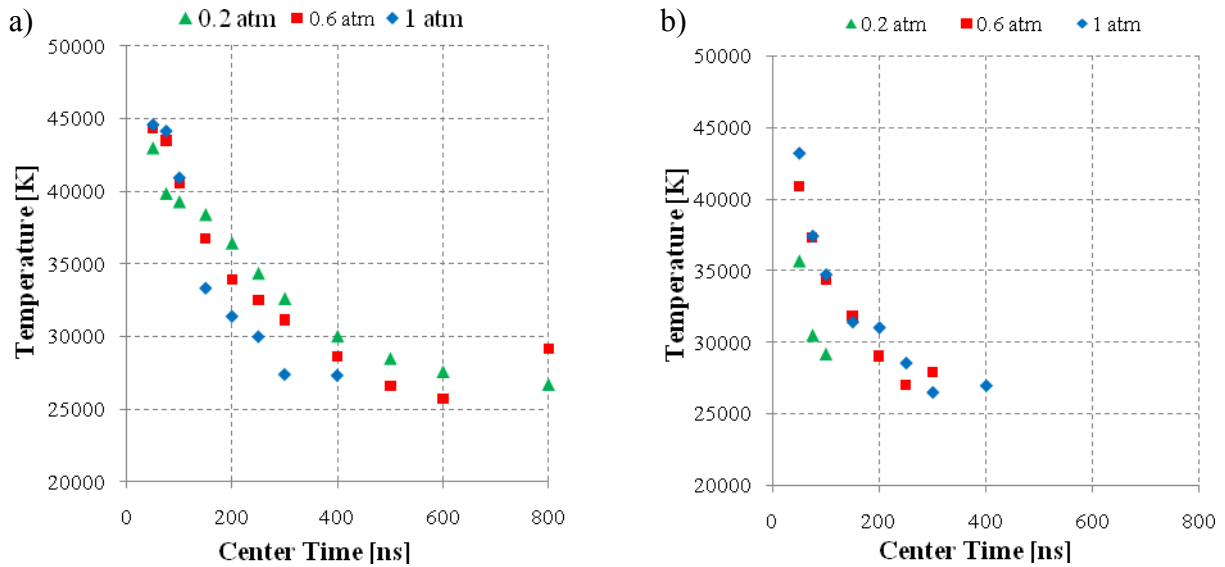 a) 0.2 atm 0.6 atm 1 atm
50000
45000
40000
35000
30000
25000
20000
Temperature [K]
0 200 400 600 800
Center Time [ns]
b) 0.2 atm 0.6 atm 1 atm
50000
45000
40000
35000
30000
25000
20000
Temperature [K]
0 200 400 600 800
Center Time [ns]